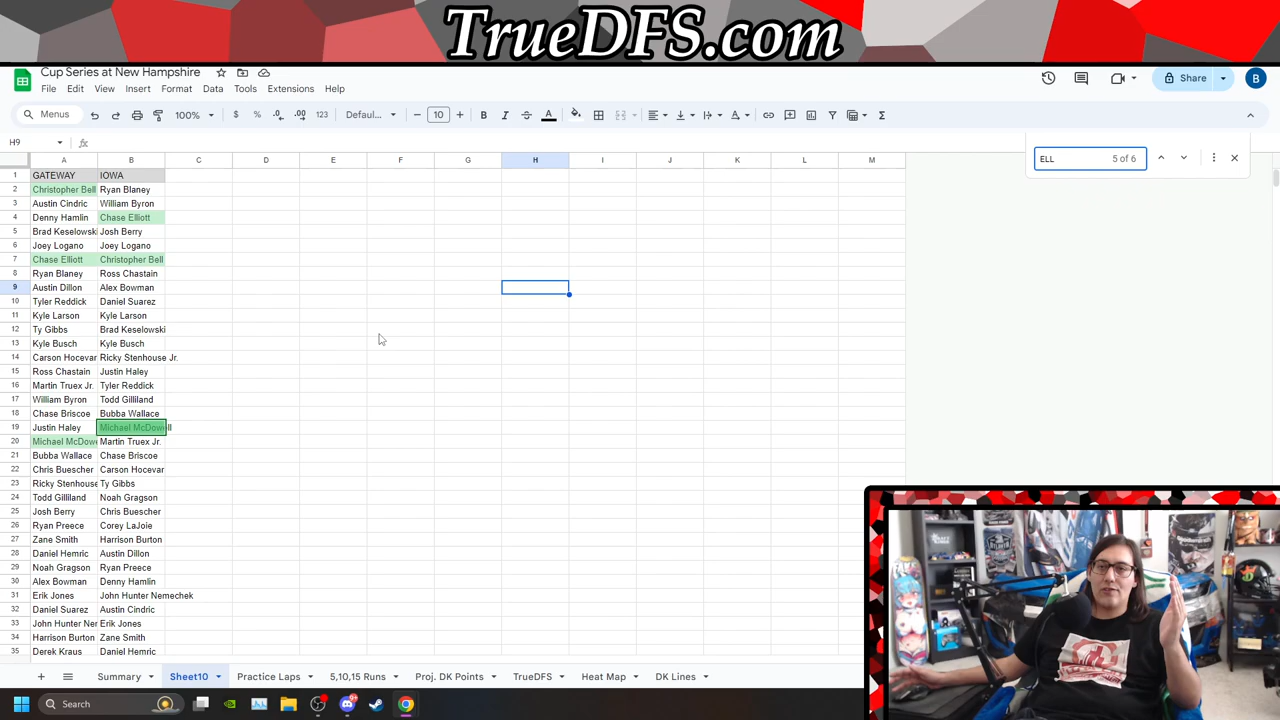 TrueDFS.com
Cup Series at New Hampshire
File Edit View Insert Format Data Tools Extensions Help
Share
B
Menus 100% $ % .0 .00 123 Defaul... 10 B A
H9 fx
ELL 5 of 6
A B C D E F G H I J K L M
1 GATEWAY IOWA
2 Christopher Bell Ryan Blaney
3 Austin Cindric William Byron
4 Denny Hamlin Chase Elliott
5 Brad Keselowski Josh Berry
6 Joey Logano Joey Logano
7 Chase Elliott Christopher Bell
8 Ryan Blaney Ross Chastain
9 Austin Dillon Alex Bowman
10 Tyler Reddick Daniel Suarez
11 Kyle Larson Kyle Larson
12 Ty Gibbs Brad Keselowski
13 Kyle Busch Kyle Busch
14 Carson Hocevar Ricky Stenhouse Jr.
15 Ross Chastain Justin Haley
16 Martin Truex Jr. Tyler Reddick
17 William Byron Todd Gilliland
18 Chase Briscoe Bubba Wallace
19 Justin Haley Michael McDowell
20 Michael McDowe Martin Truex Jr.
21 Bubba Wallace Chase Briscoe
22 Chris Buescher Carson Hocevar
23 Ricky Stenhouse Ty Gibbs
24 Todd Gilliland Noah Gragson
25 Josh Berry Chris Buescher
26 Ryan Preece Corey LaJoie
27 Zane Smith Harrison Burton
28 Daniel Hemric Austin Dillon
29 Noah Gragson Ryan Preece
30 Alex Bowman Denny Hamlin
31 Erik Jones John Hunter Nemechek
32 Daniel Suarez Austin Cindric
33 John Hunter Nem Erik Jones
34 Harrison Burton Zane Smith
35 Derek Kraus Daniel Hemric
Summary Sheet10 Practice Laps 5,10,15 Runs Proj. DK Points TrueDFS Heat Map DK Lines
Search